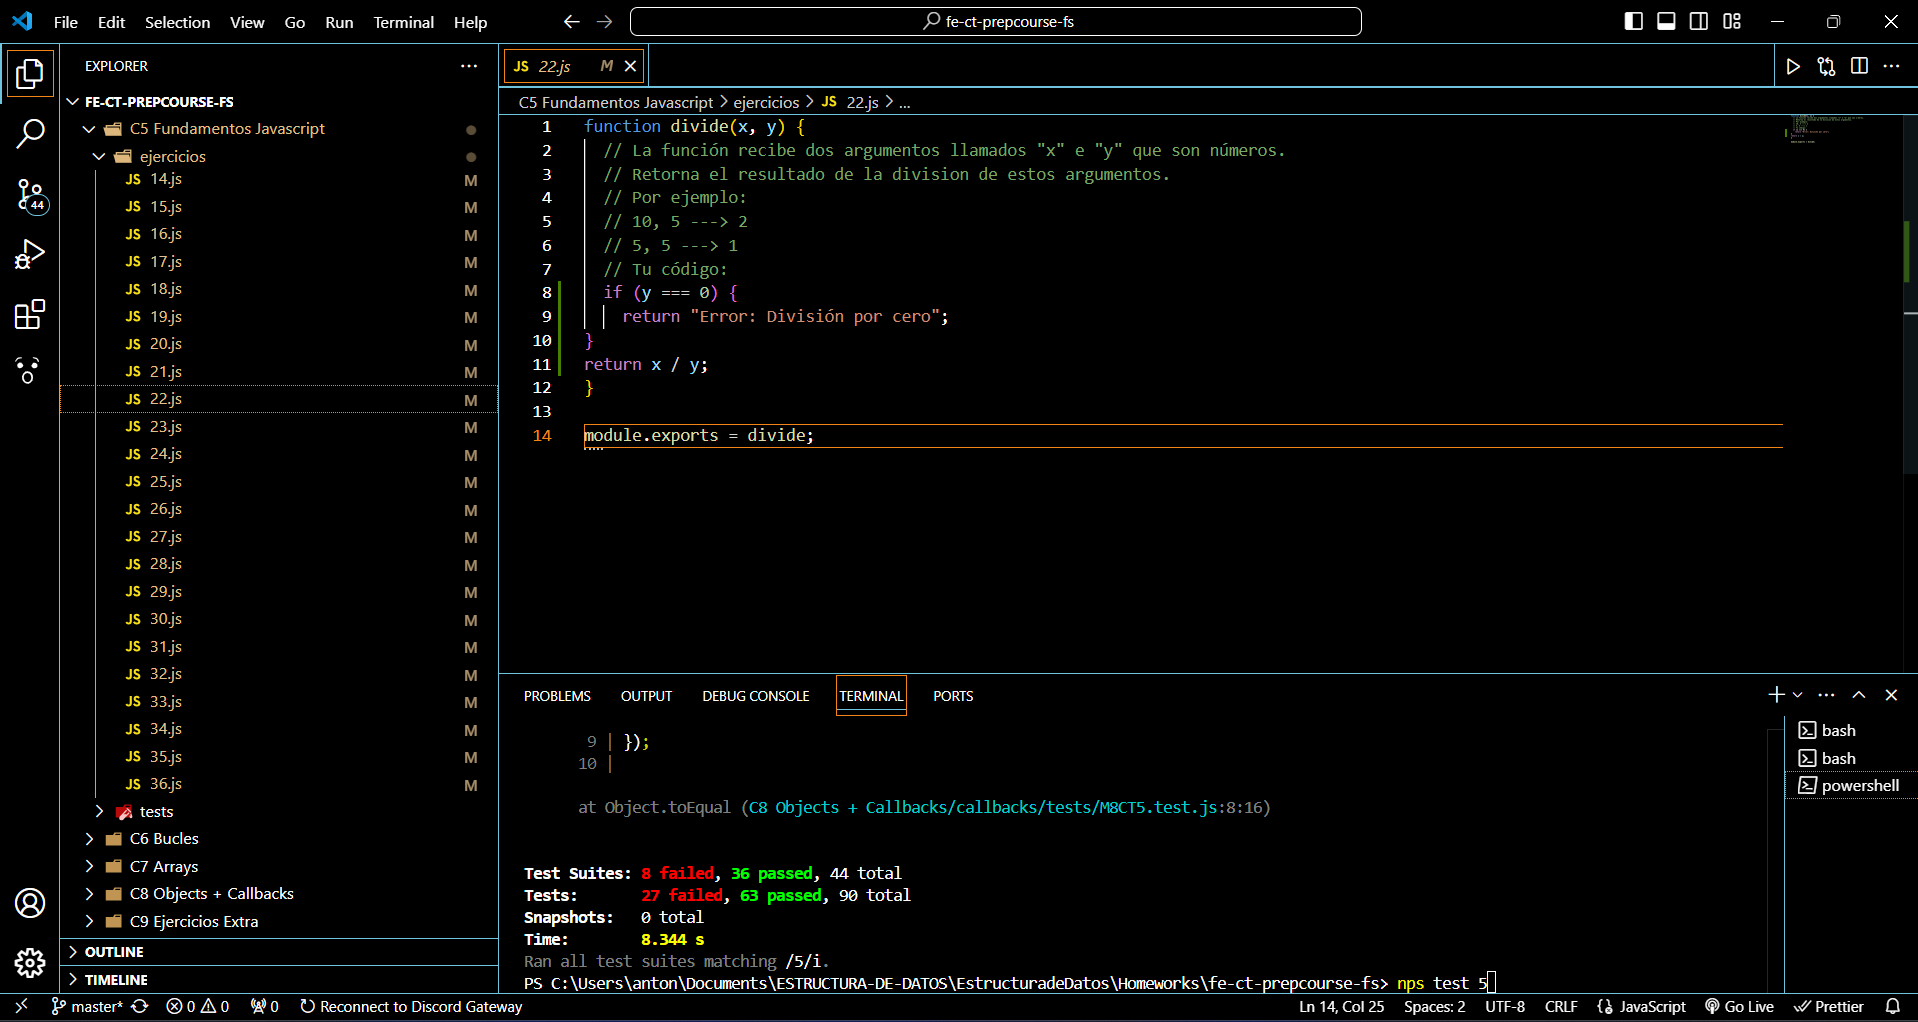 File Edit Selection View Go Run Terminal Help
fe-ct-prepcourse-fs
EXPLORER
FE-CT-PREPCOURSE-FS
C5 Fundamentos Javascript
ejercicios
JS 14.js M
JS 15.js M
JS 16.js M
JS 17.js M
JS 18.js M
JS 19.js M
JS 20.js M
JS 21.js M
JS 22.js M
JS 23.js M
JS 24.js M
JS 25.js M
JS 26.js M
JS 27.js M
JS 28.js M
JS 29.js M
JS 30.js M
JS 31.js M
JS 32.js M
JS 33.js M
JS 34.js M
JS 35.js M
JS 36.js M
tests
C6 Bucles
C7 Arrays
C8 Objects + Callbacks
C9 Ejercicios Extra
OUTLINE
TIMELINE
44
JS 22.js M
C5 Fundamentos Javascript > ejercicios > JS 22.js > ...
1 function divide(x, y) {
2 // La función recibe dos argumentos llamados "x" e "y" que son números.
3 // Retorna el resultado de la division de estos argumentos.
4 // Por ejemplo:
5 // 10, 5 ---> 2
6 // 5, 5 ---> 1
7 // Tu código:
8 if (y === 0) {
9 return "Error: División por cero";
10 }
11 return x / y;
12 }
13
14 module.exports = divide;
PROBLEMS OUTPUT DEBUG CONSOLE TERMINAL PORTS
9 | });
10 |
at Object.toEqual (C8 Objects + Callbacks/callbacks/tests/M8CT5.test.js:8:16)
Test Suites: 8 failed, 36 passed, 44 total
Tests: 27 failed, 63 passed, 90 total
Snapshots: 0 total
Time: 8.344 s
Ran all test suites matching /5/i.
PS C:\Users\anton\Documents\ESTRUCTURA-DE-DATOS\EstructuradeDatos\Homeworks\fe-ct-prepcourse-fs> nps test 5
bash
bash
powershell
master* 0 0 0 Reconnect to Discord Gateway
Ln 14, Col 25 Spaces: 2 UTF-8 CRLF {} JavaScript Go Live Prettier